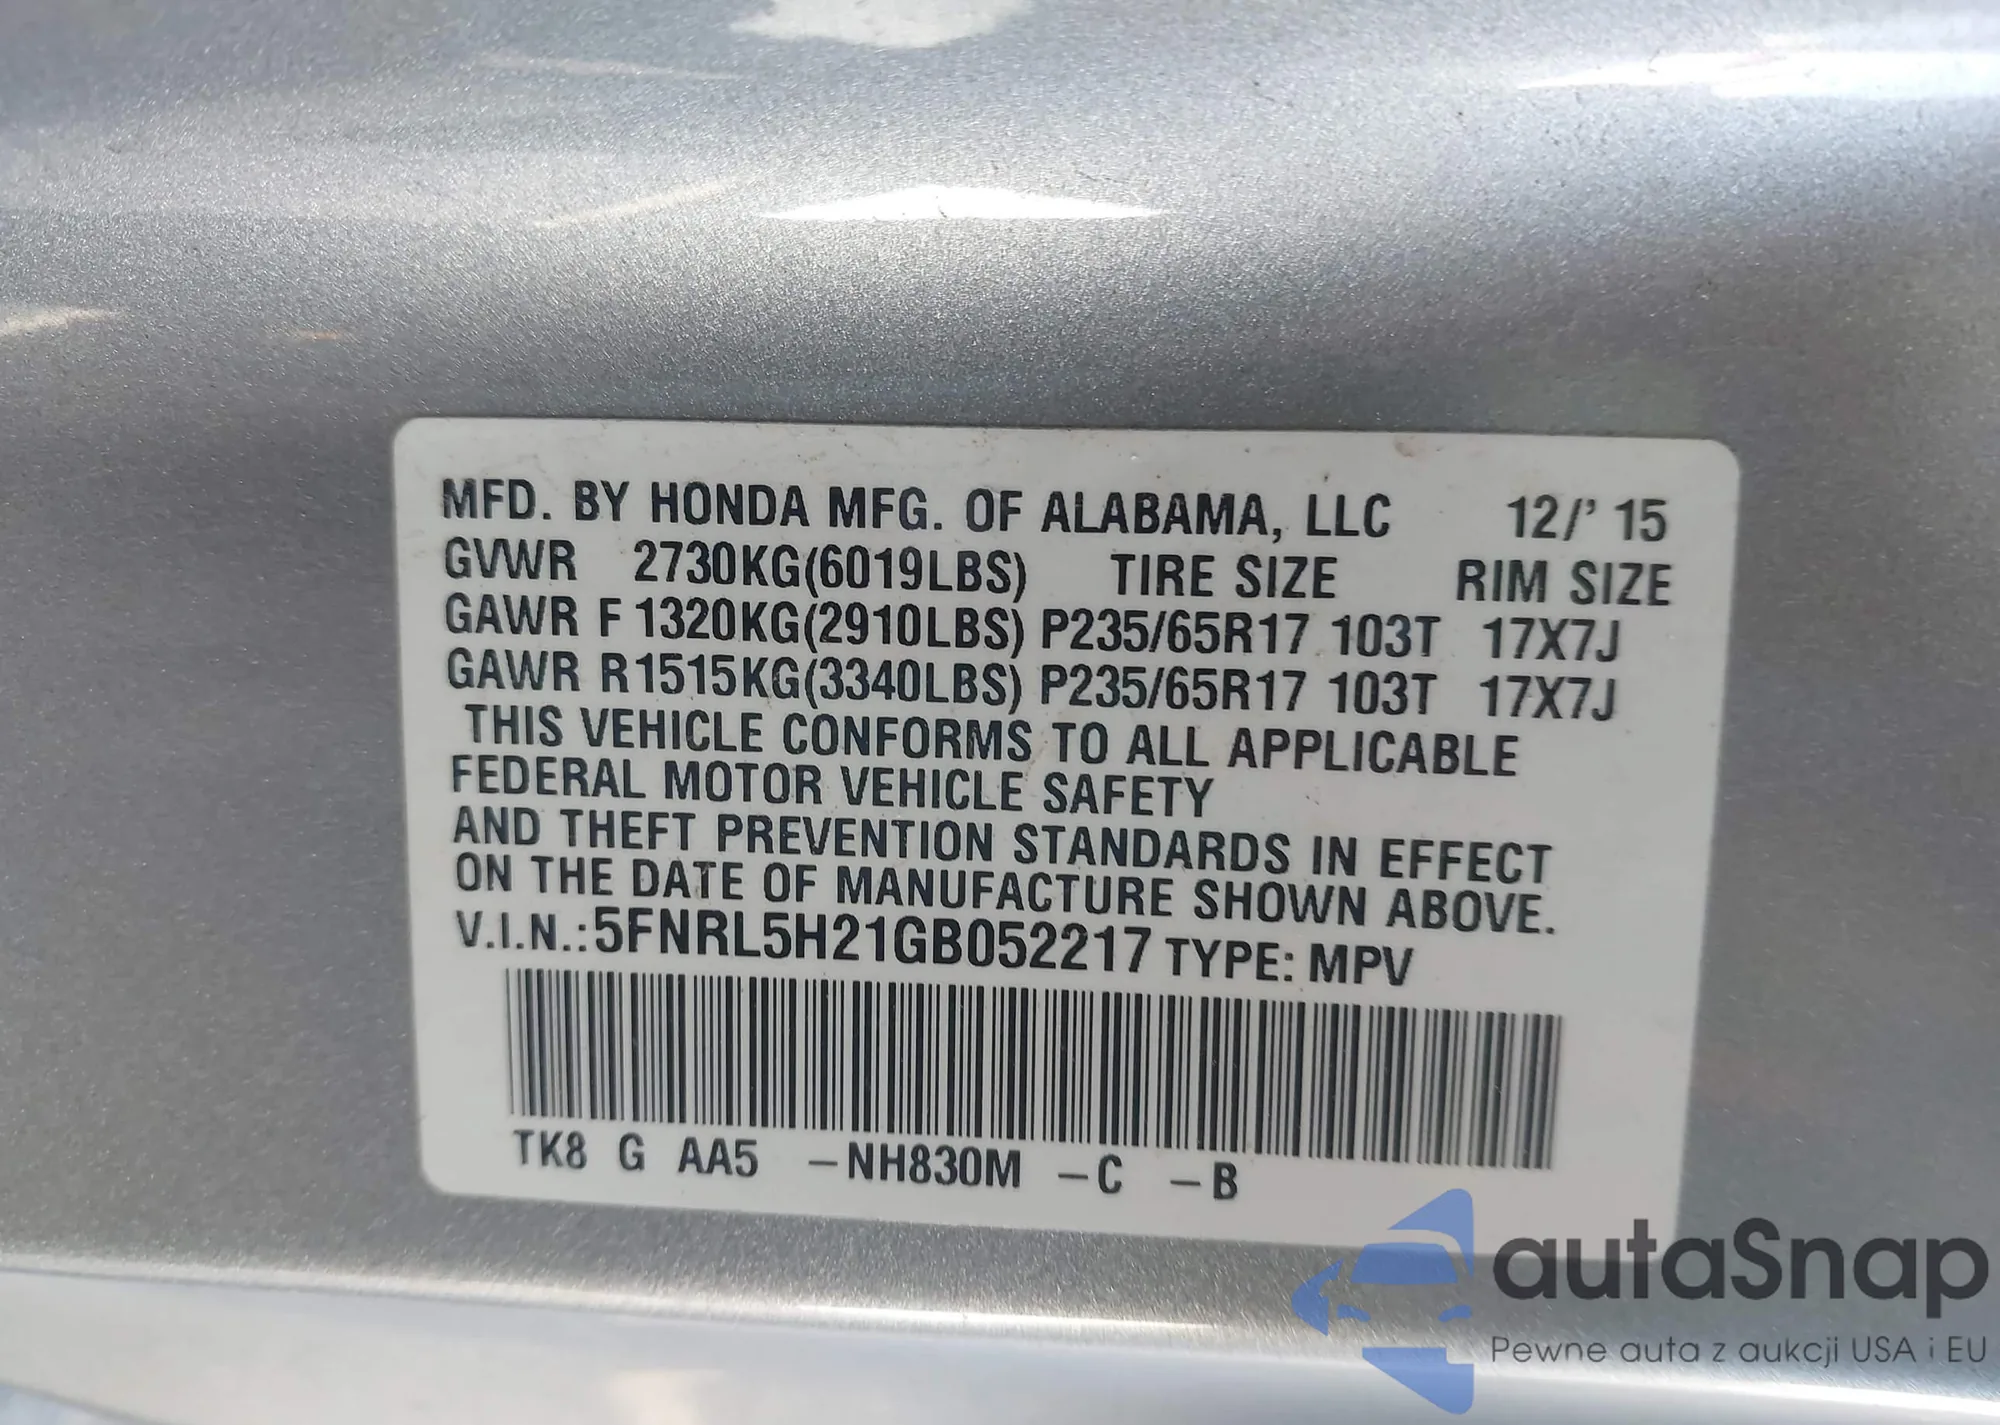 MFD. BY HONDA MFG. OF ALABAMA, LLC 12/' 15
GVWR 2730KG(6019LBS) TIRE SIZE RIM SIZE
GAWR F 1320KG(2910LBS) P235/65R17 103T 17X7J
GAWR R 1515KG(3340LBS) P235/65R17 103T 17X7J
THIS VEHICLE CONFORMS TO ALL APPLICABLE
FEDERAL MOTOR VEHICLE SAFETY
AND THEFT PREVENTION STANDARDS IN EFFECT
ON THE DATE OF MANUFACTURE SHOWN ABOVE.
V.I.N.:5FNRL5H21GB052217 TYPE: MPV
TK8 G AA5 –NH830M –C –B
autaSnap
Pewne auta z aukcji USA i EU